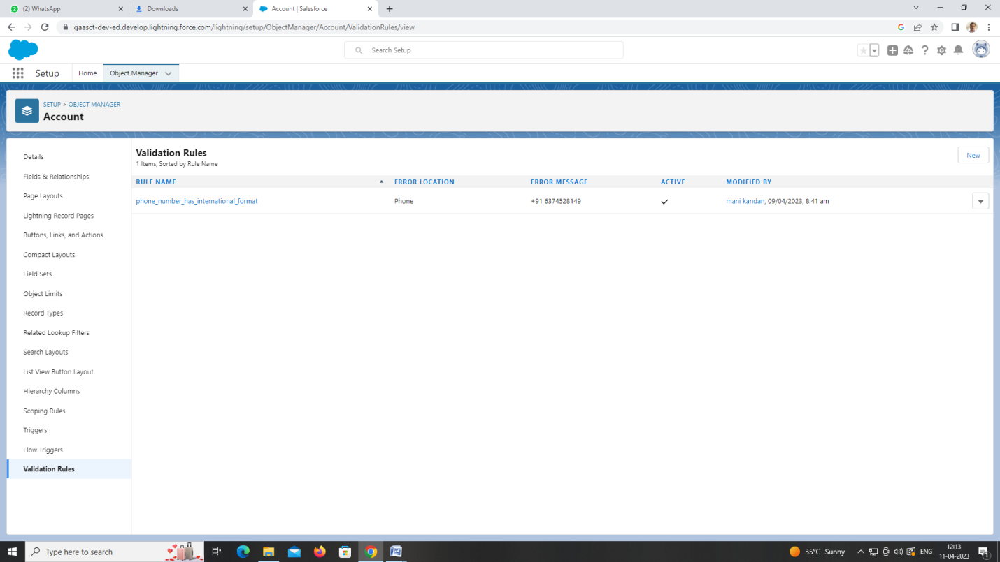 (2) WhatsApp
Downloads
Account | Salesforce
gaasct-dev-ed.develop.lightning.force.com/lightning/setup/ObjectManager/Account/ValidationRules/view
Search Setup
Setup
Home
Object Manager
SETUP > OBJECT MANAGER
Account
Details
Fields & Relationships
Page Layouts
Lightning Record Pages
Buttons, Links, and Actions
Compact Layouts
Field Sets
Object Limits
Record Types
Related Lookup Filters
Search Layouts
List View Button Layout
Hierarchy Columns
Scoping Rules
Triggers
Flow Triggers
Validation Rules
Validation Rules
1 Items, Sorted by Rule Name
New
RULE NAME ERROR LOCATION ERROR MESSAGE ACTIVE MODIFIED BY
phone_number_has_international_format Phone +91 6374528149 mani kandan, 09/04/2023, 8:41 am
Type here to search
35°C Sunny
ENG
12:13
11-04-2023
1